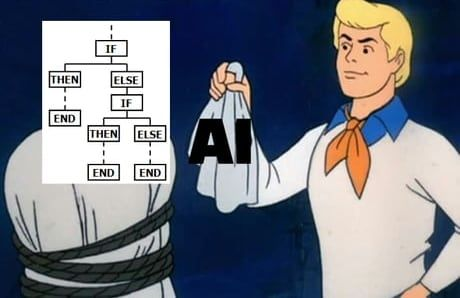 IF
THEN ELSE
IF
END
THEN ELSE
END END
AI